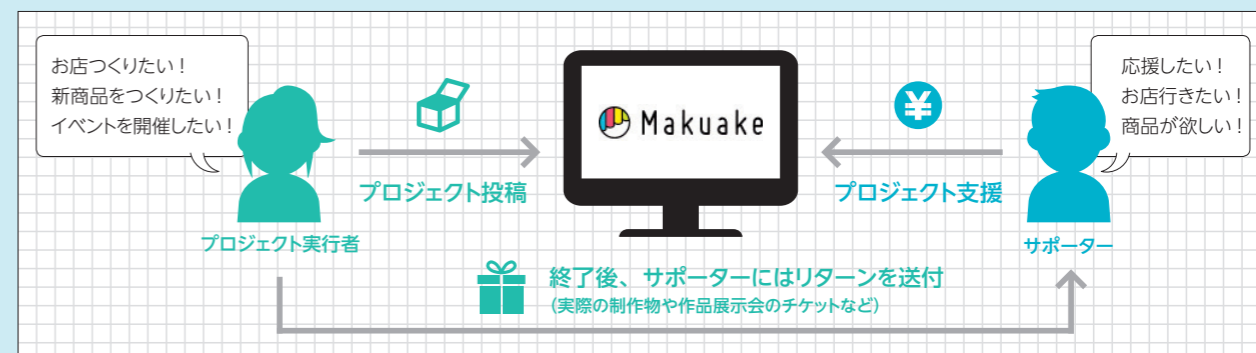 お店つくりたい！
新商品をつくりたい！
イベントを開催したい！
Makuake
¥
応援したい！
お店行きたい！
商品が欲しい！
プロジェクト投稿
プロジェクト支援
プロジェクト実行者
サポーター
終了後、サポーターにはリターンを送付
（実際の制作物や作品展示会のチケットなど）